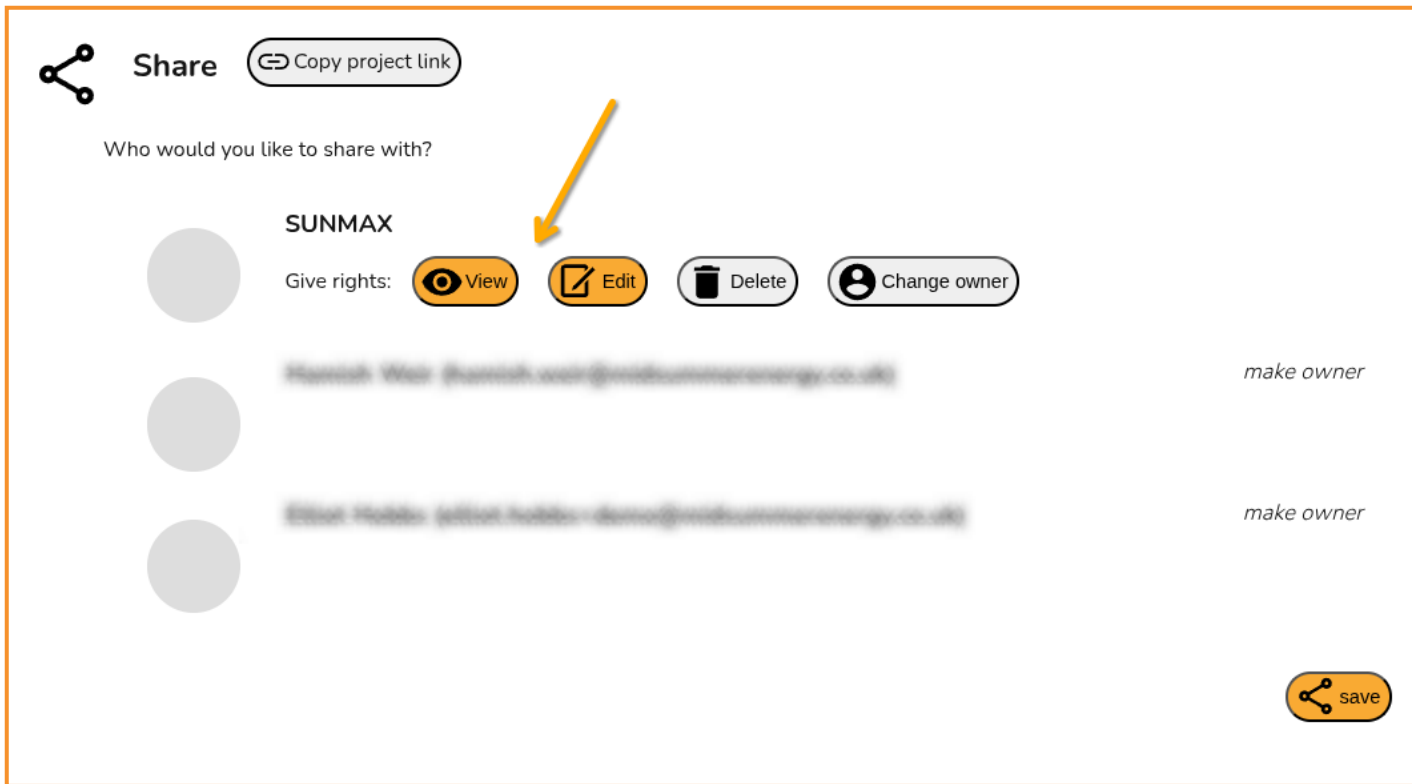 Share
Copy project link
Who would you like to share with?
SUNMAX
Give rights: View Edit Delete Change owner
make owner
make owner
save